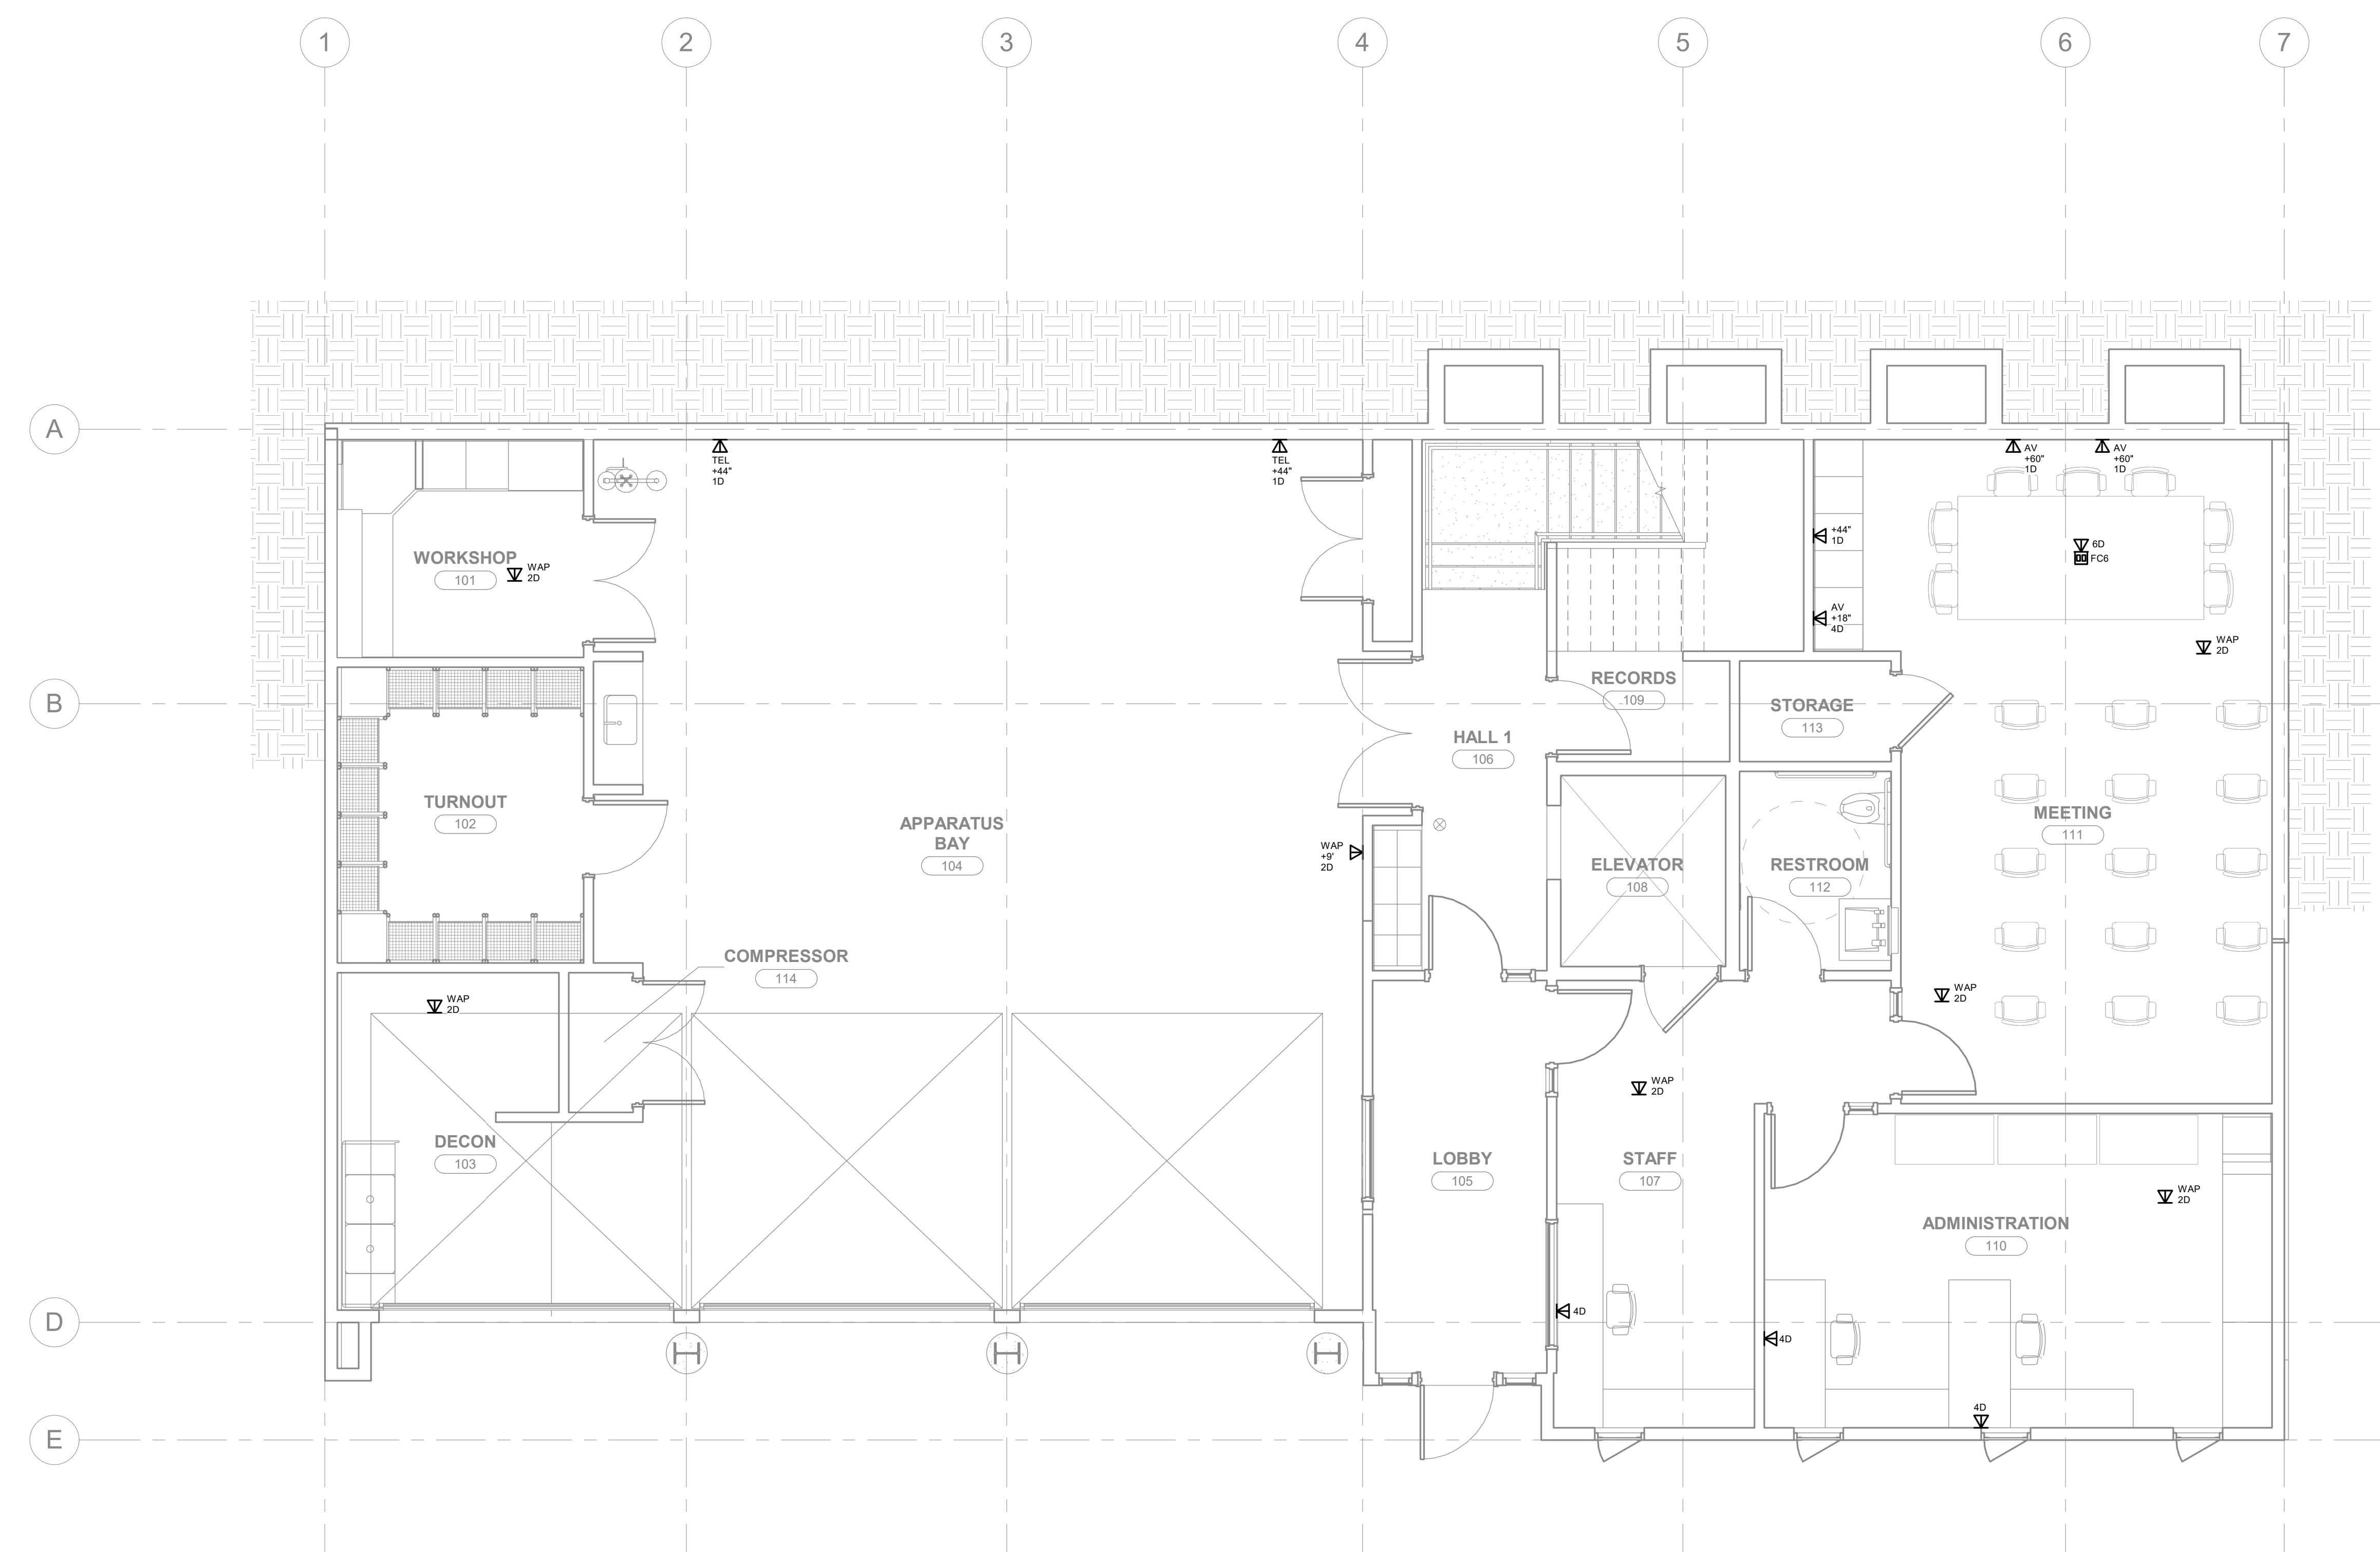 1 2 3 4 5 6 7
A
TEL
+44"
1D
TEL
+44"
1D
AV
+60"
1D
AV
+60"
1D
WORKSHOP
101
WAP
2D
+44"
1D
6D
FC6
AV
+18"
4D
WAP
2D
B
RECORDS
109
STORAGE
113
HALL 1
106
TURNOUT
102
APPARATUS
BAY
104
MEETING
111
WAP
+9'
2D
ELEVATOR
108
RESTROOM
112
COMPRESSOR
114
WAP
2D
WAP
2D
WAP
2D
DECON
103
LOBBY
105
STAFF
107
WAP
2D
ADMINISTRATION
110
D
4D
4D
4D
E